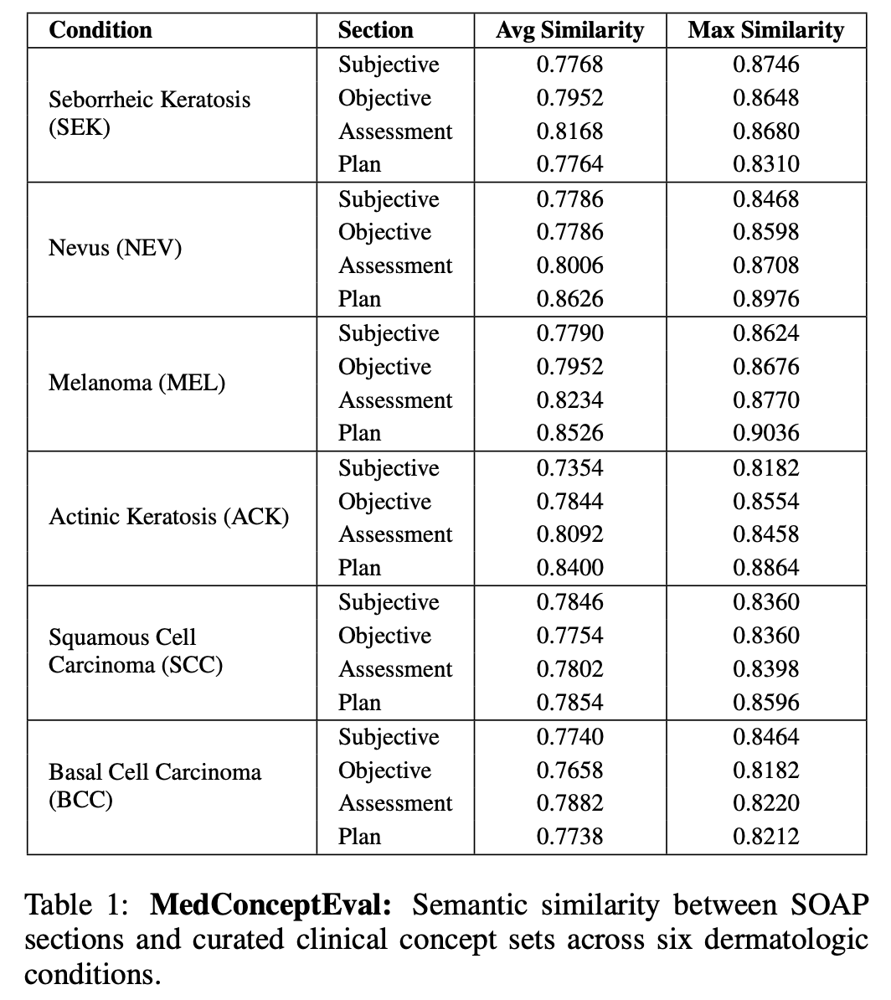 Condition Section Avg Similarity Max Similarity
Seborrheic Keratosis
(SEK)
Subjective 0.7768 0.8746
Objective 0.7952 0.8648
Assessment 0.8168 0.8680
Plan 0.7764 0.8310
Nevus (NEV)
Subjective 0.7786 0.8468
Objective 0.7786 0.8598
Assessment 0.8006 0.8708
Plan 0.8626 0.8976
Melanoma (MEL)
Subjective 0.7790 0.8624
Objective 0.7952 0.8676
Assessment 0.8234 0.8770
Plan 0.8526 0.9036
Actinic Keratosis (ACK)
Subjective 0.7354 0.8182
Objective 0.7844 0.8554
Assessment 0.8092 0.8458
Plan 0.8400 0.8864
Squamous Cell
Carcinoma (SCC)
Subjective 0.7846 0.8360
Objective 0.7754 0.8360
Assessment 0.7802 0.8398
Plan 0.7854 0.8596
Basal Cell Carcinoma
(BCC)
Subjective 0.7740 0.8464
Objective 0.7658 0.8182
Assessment 0.7882 0.8220
Plan 0.7738 0.8212
Table 1: MedConceptEval: Semantic similarity between SOAP
sections and curated clinical concept sets across six dermatologic
conditions.